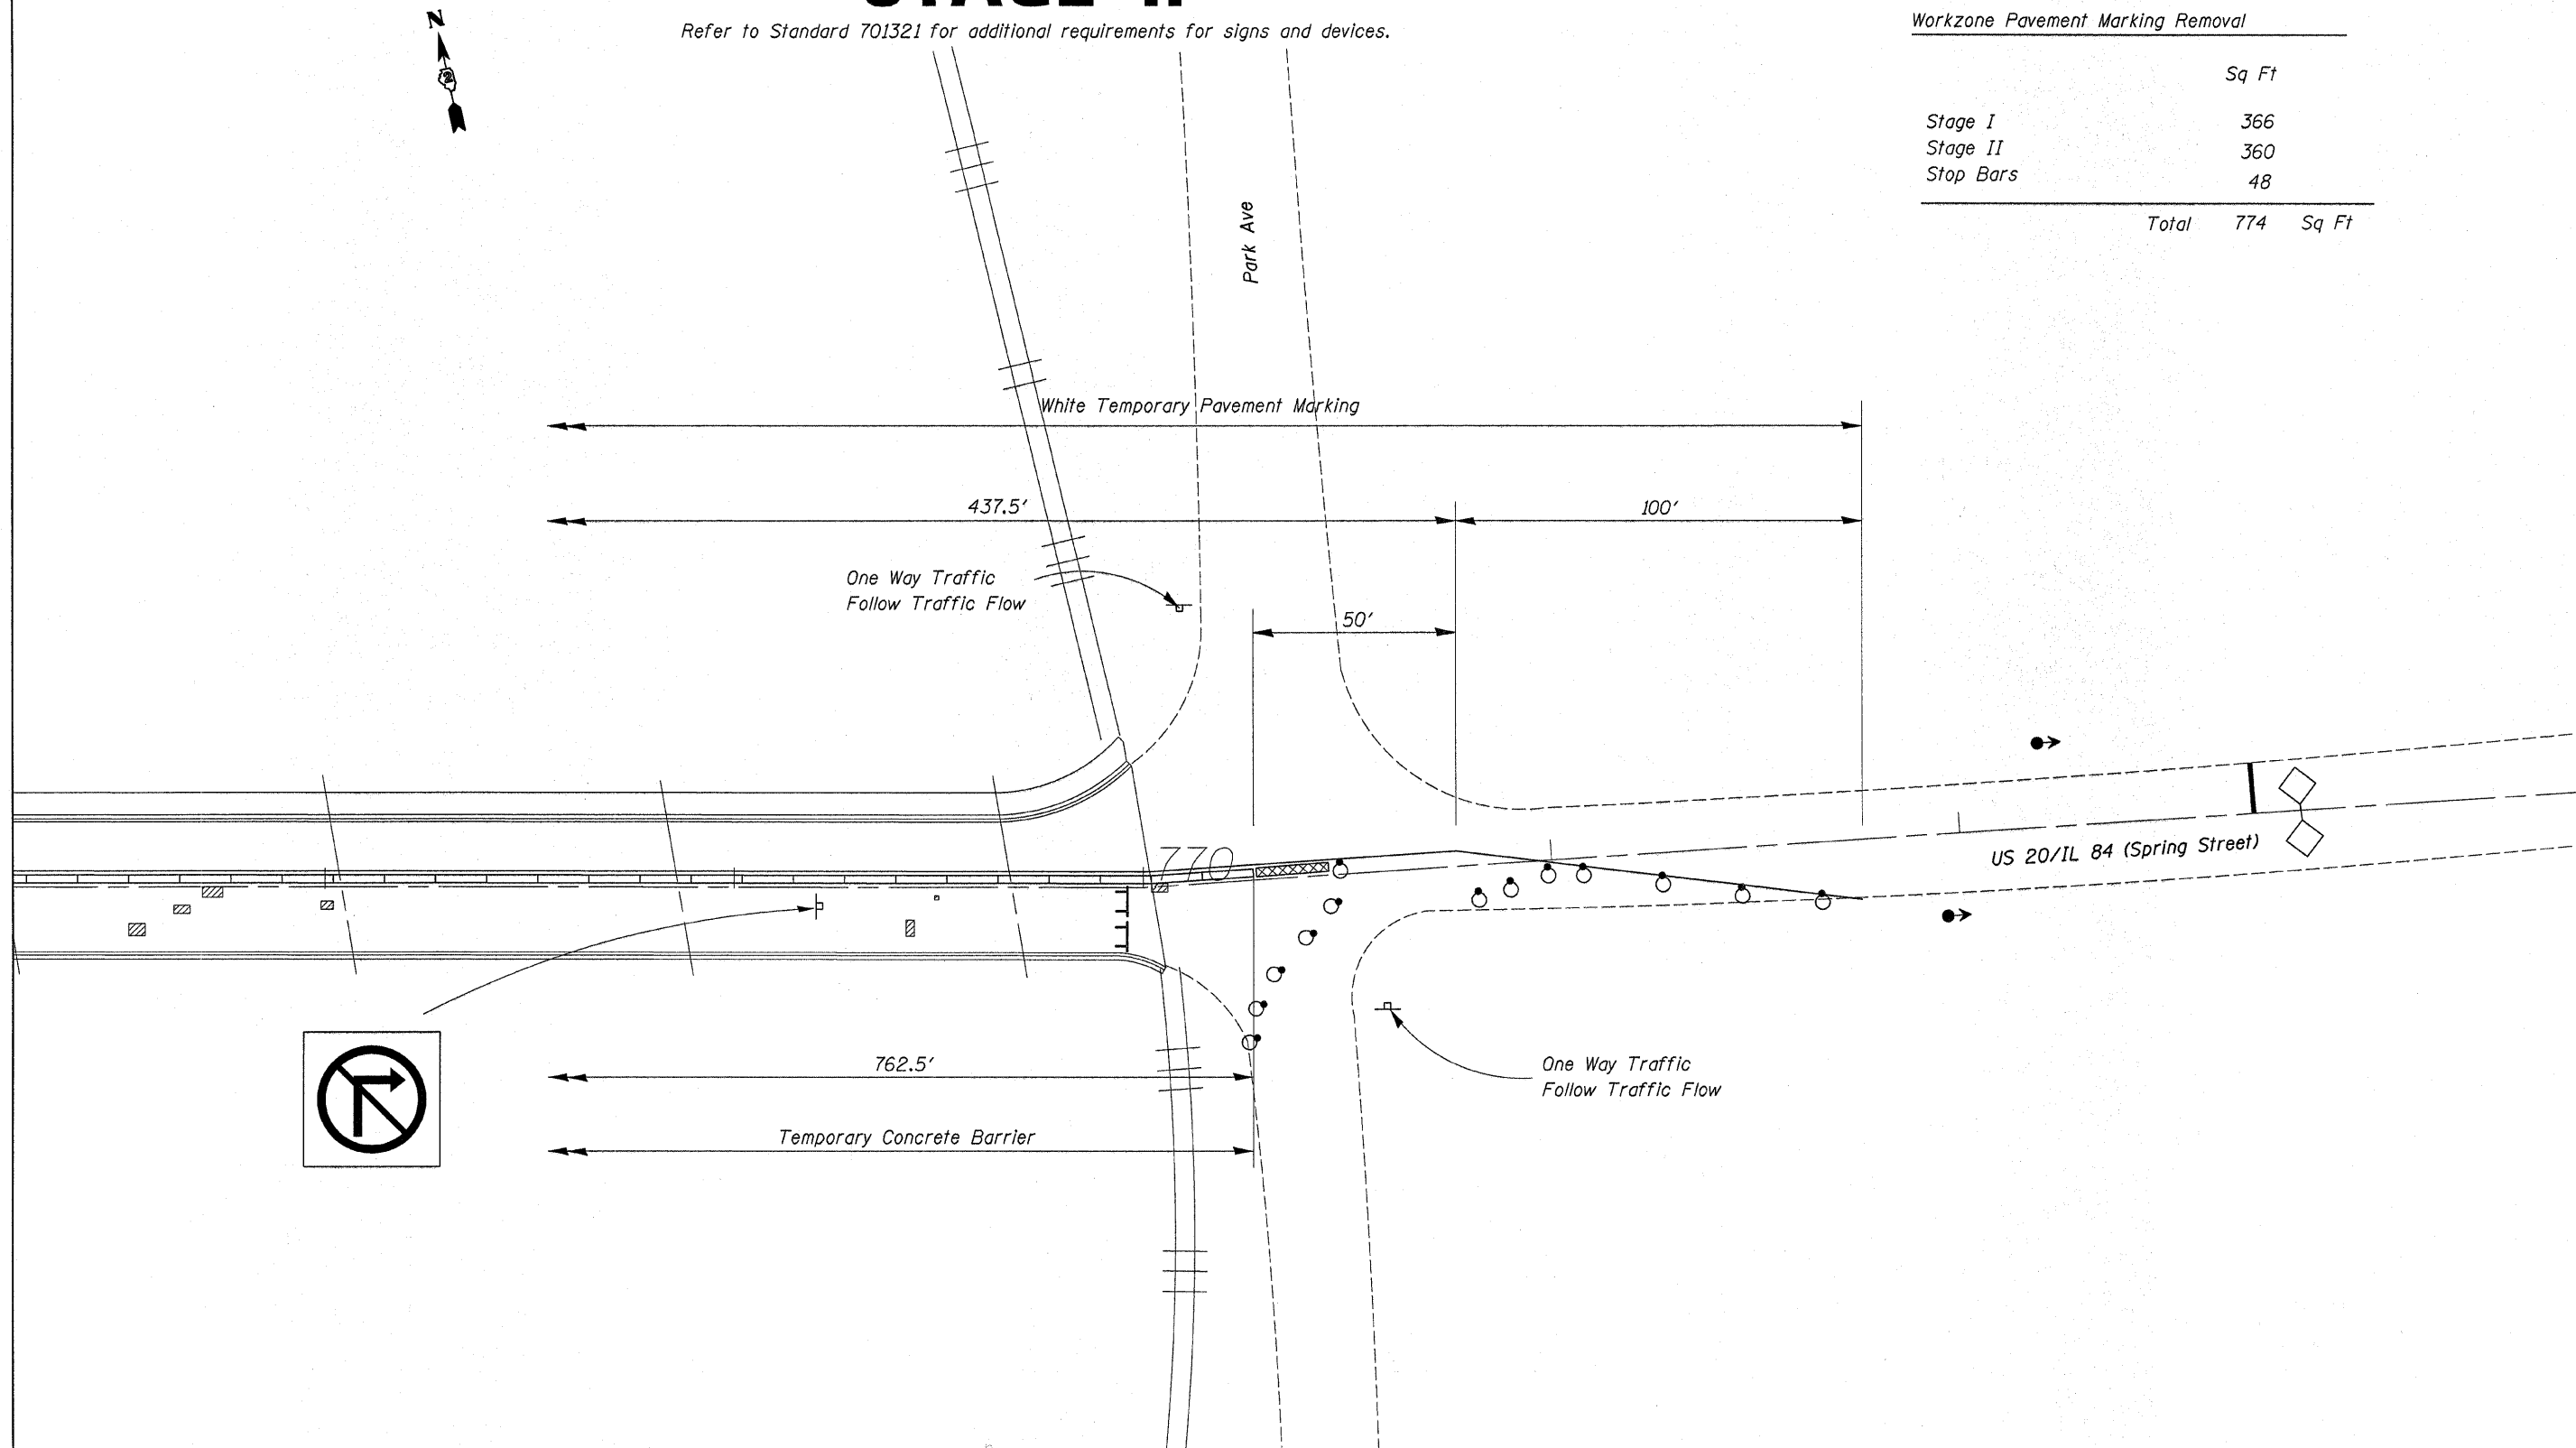 STAGE II
Refer to Standard 701321 for additional requirements for signs and devices.
N
2
Workzone Pavement Marking Removal
Sq Ft
Stage I 366
Stage II 360
Stop Bars 48
Total 774 Sq Ft
Park Ave
White Temporary Pavement Marking
437.5'
100'
One Way Traffic
Follow Traffic Flow
50'
770
US 20/IL 84 (Spring Street)
762.5'
One Way Traffic
Follow Traffic Flow
Temporary Concrete Barrier